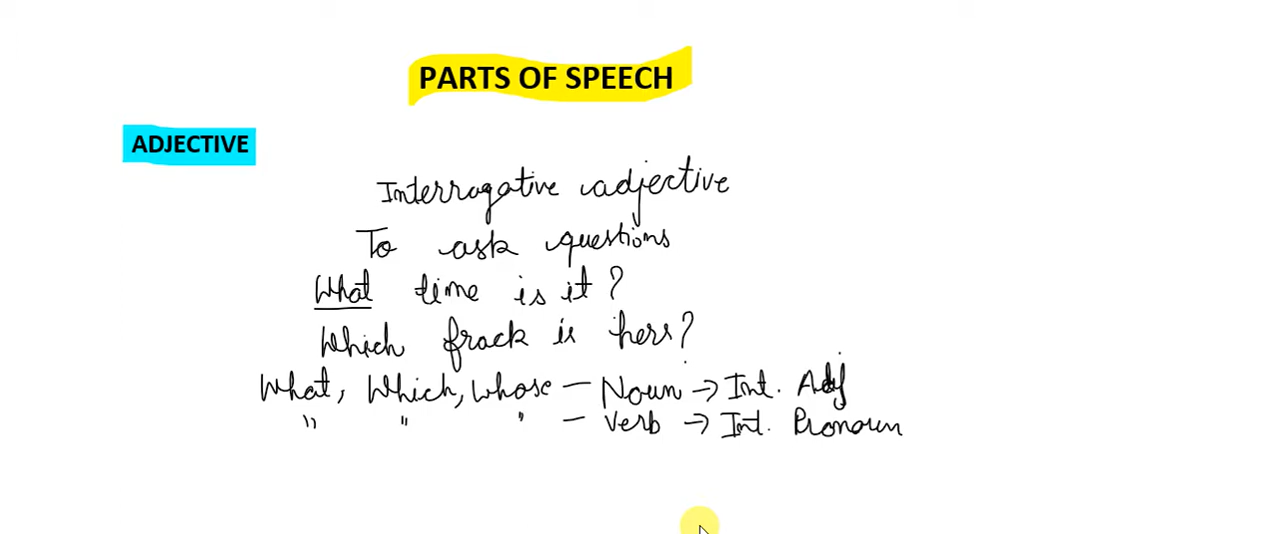 PARTS OF SPEECH
ADJECTIVE
Interrogative adjective
To ask questions
What time is it?
Which frock is hers?
What, Which, whose — Noun → Int. Adj
" " " — Verb → Int. Pronoun